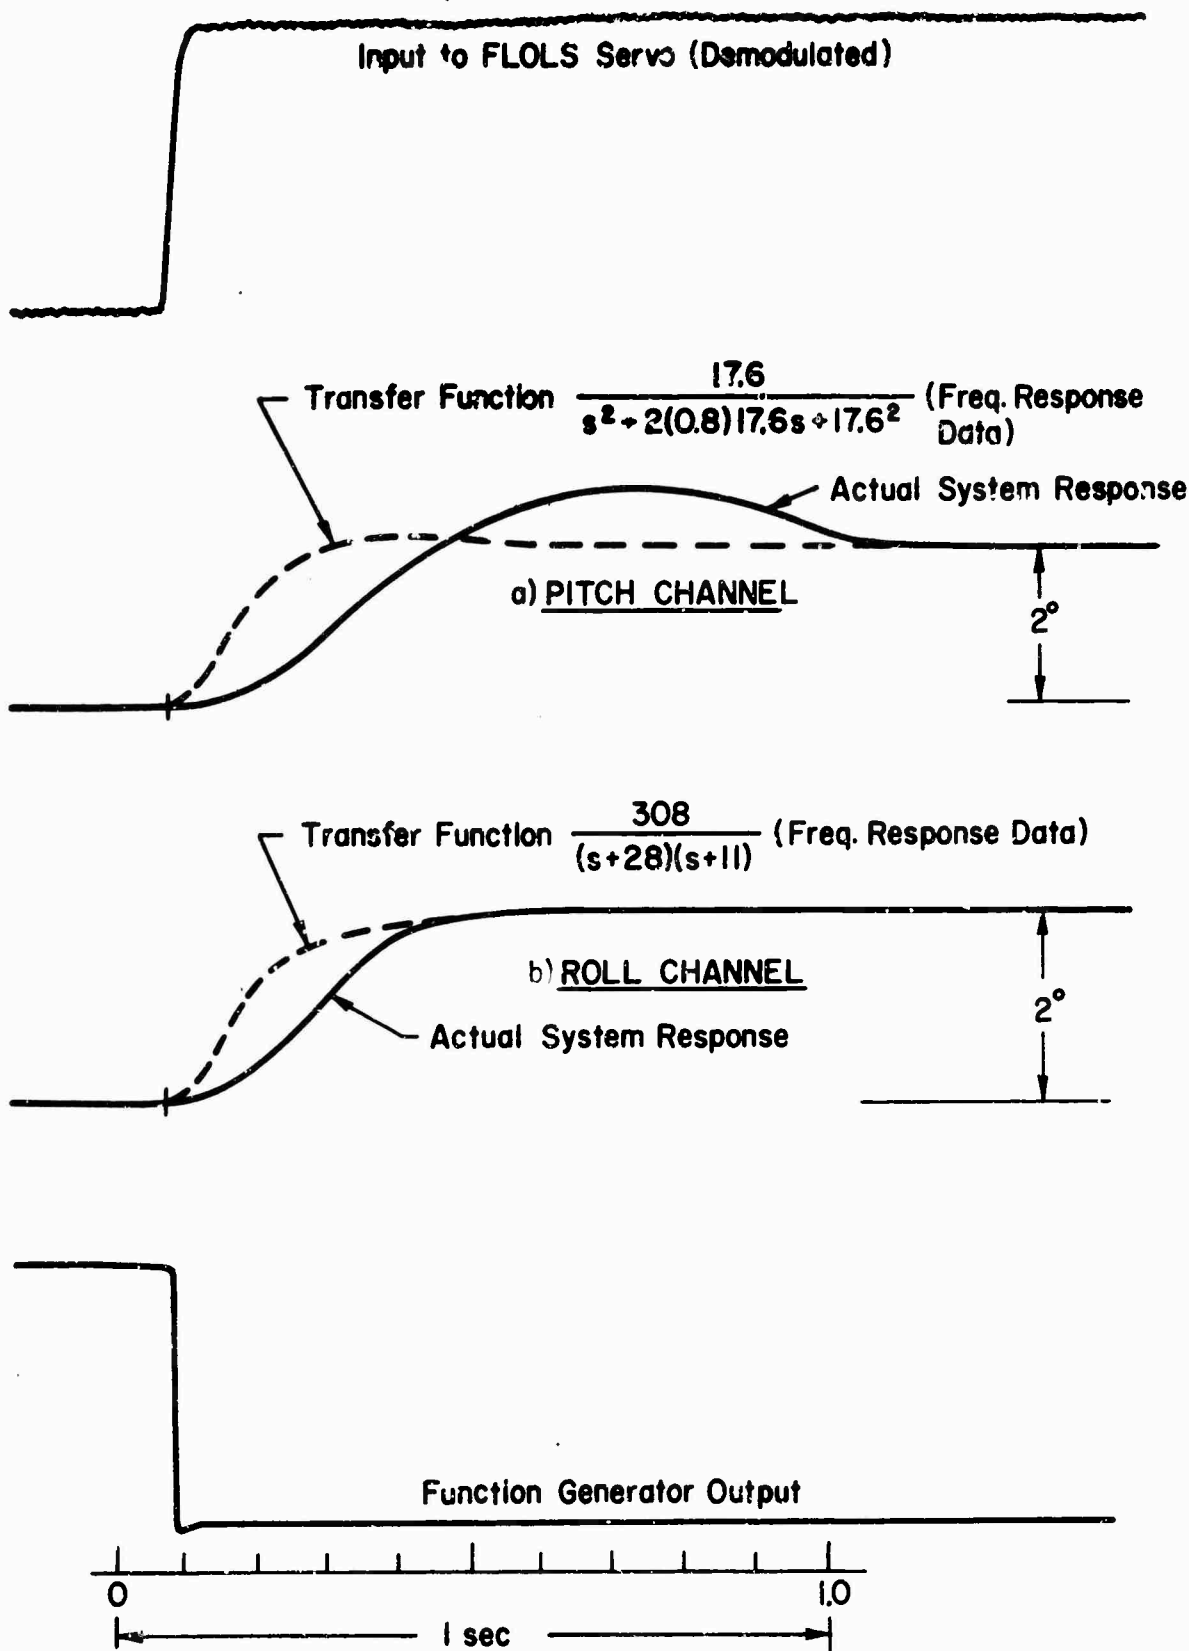 Input to FLOLS Servo (Demodulated)
Transfer Function 17.6 / s² + 2(0.8)17.6s + 17.6² (Freq. Response
Data)
Actual System Response
a) PITCH CHANNEL
2°
Transfer Function 308 / (s+28)(s+11) (Freq. Response Data)
b) ROLL CHANNEL
2°
Actual System Response
Function Generator Output
0
1.0
1 sec